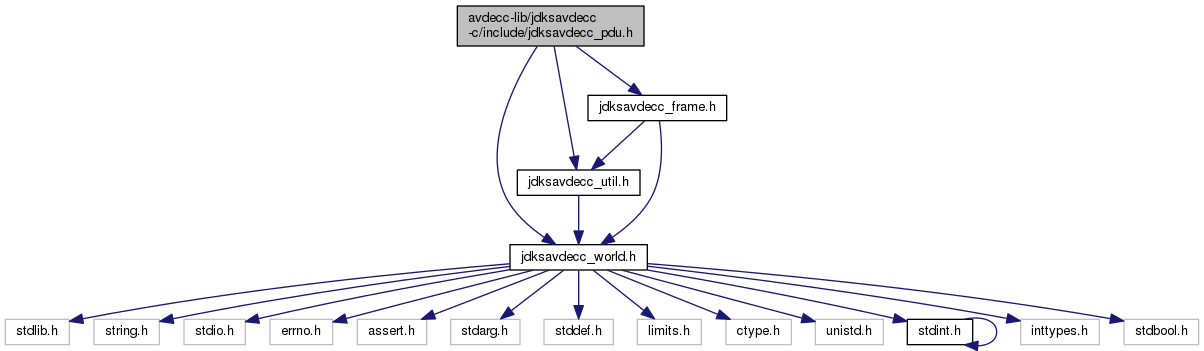 avdecc-lib/jdksavdecc
-c/include/jdksavdecc_pdu.h
jdksavdecc_frame.h
jdksavdecc_util.h
jdksavdecc_world.h
stdlib.h
string.h
stdio.h
errno.h
assert.h
stdarg.h
stddef.h
limits.h
ctype.h
unistd.h
stdint.h
inttypes.h
stdbool.h